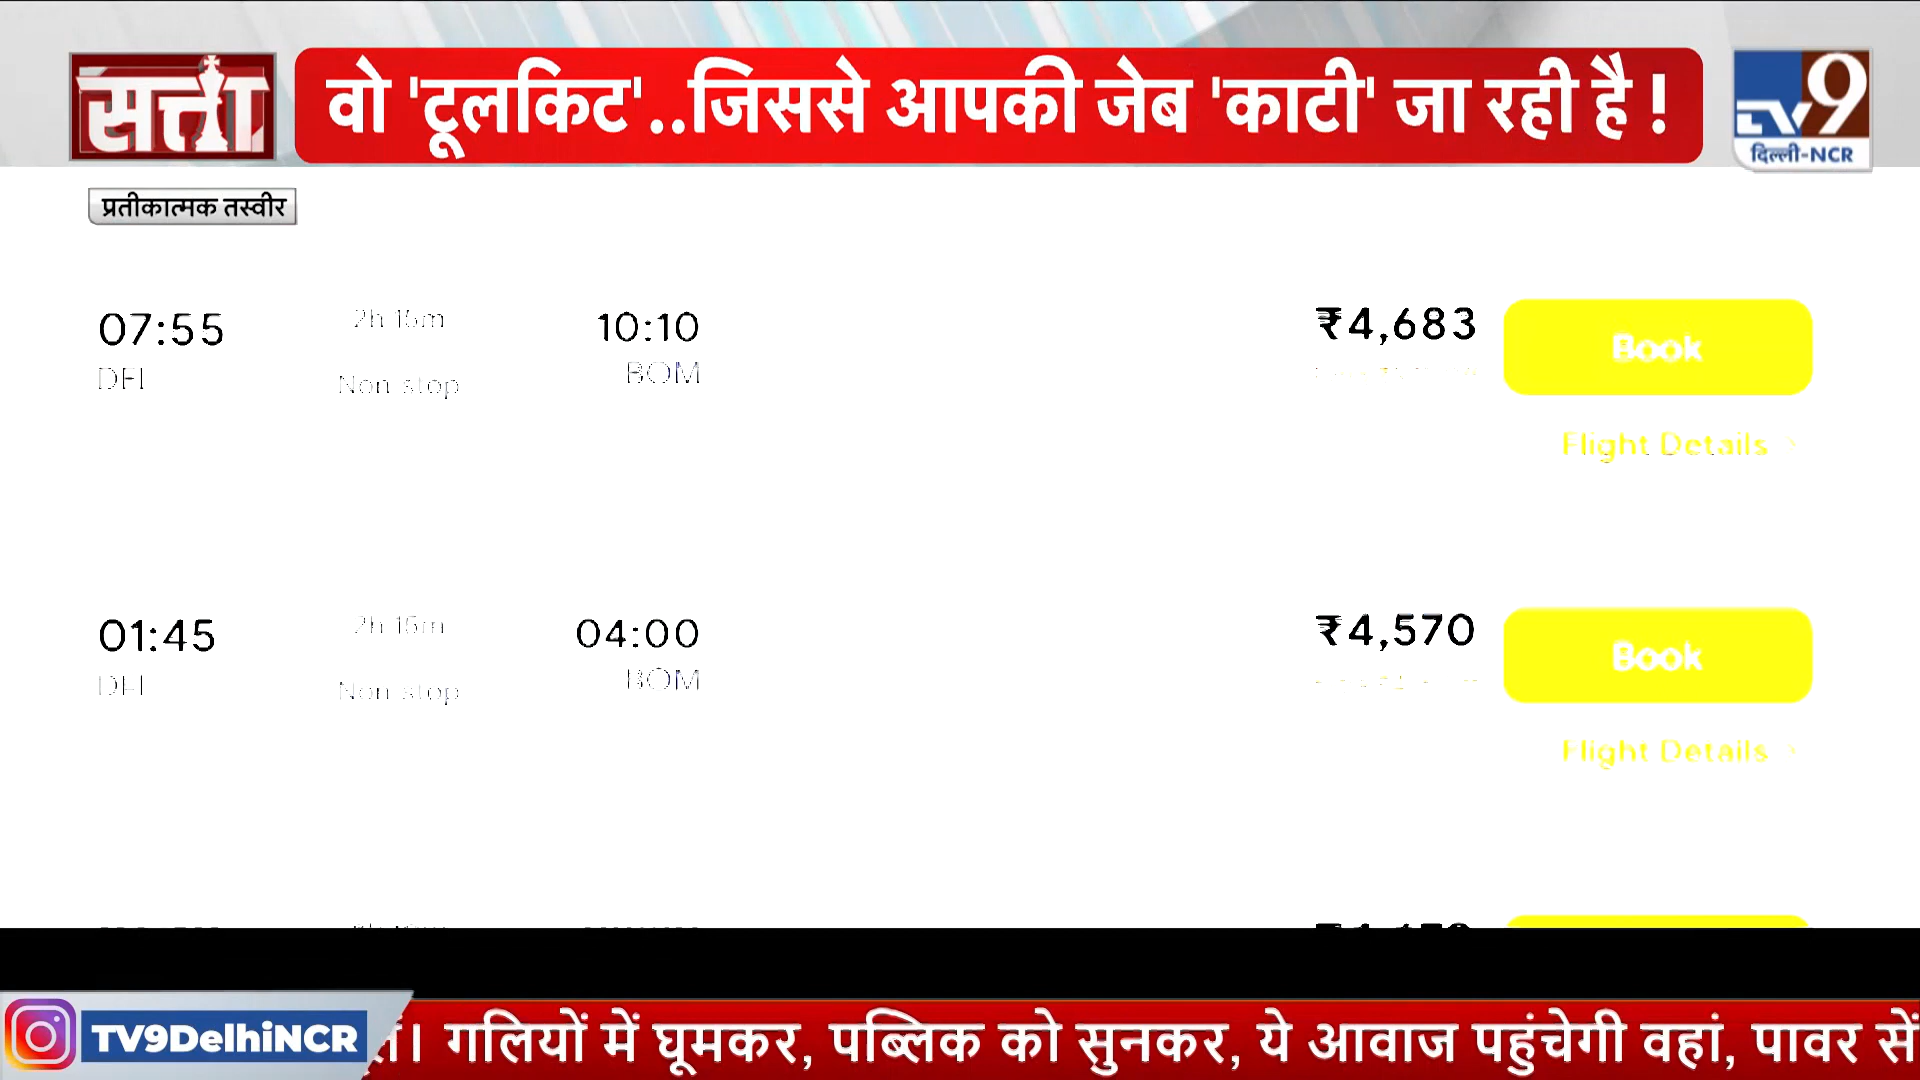 सत्ता
वो 'टूलकिट'..जिससे आपकी जेब 'काटी' जा रही है !
TV9
दिल्ली-NCR
प्रतीकात्मक तस्वीर
07:55 2h 15m 10:10 ₹4,683 Book
DEL Non stop BOM
Flight Details >
01:45 2h 15m 04:00 ₹4,570 Book
DEL Non stop BOM
Flight Details >
TV9DelhiNCR
गलियों में घूमकर, पब्लिक को सुनकर, ये आवाज पहुंचेगी वहां, पावर सें